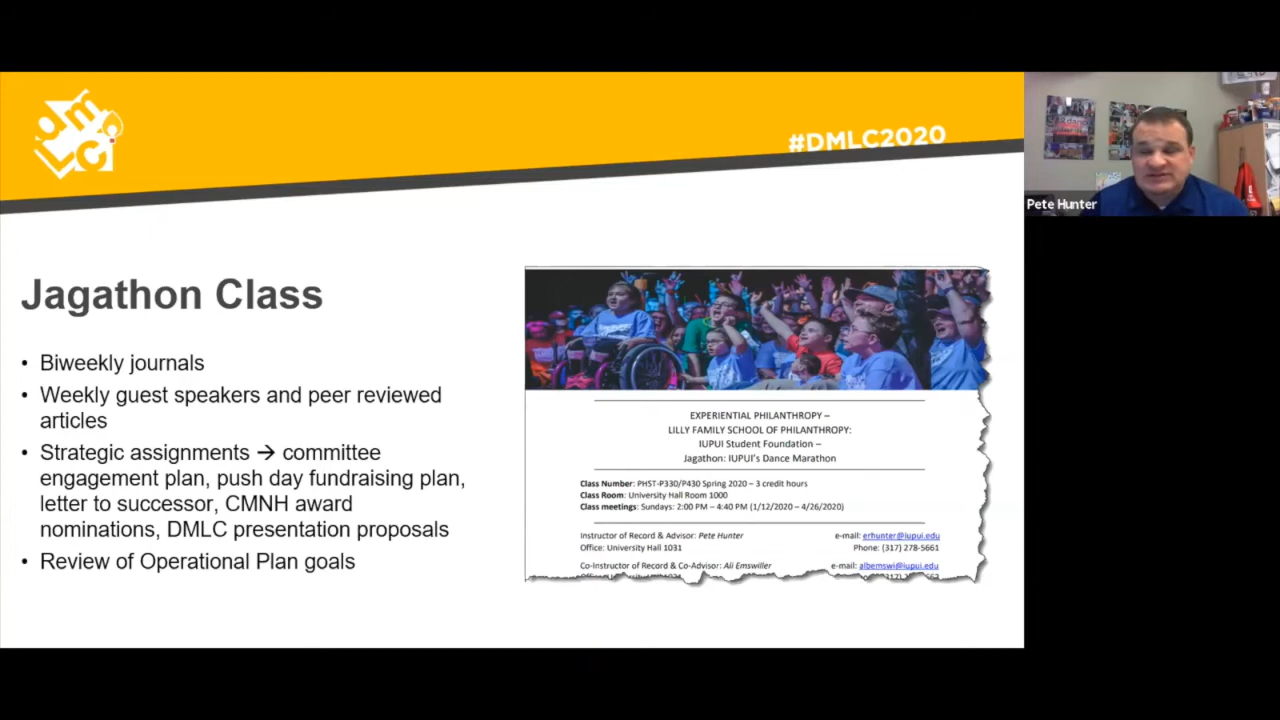 dmLC
#DMLC2020
Pete Hunter
Jagathon Class
• Biweekly journals
• Weekly guest speakers and peer reviewed
articles
• Strategic assignments → committee
engagement plan, push day fundraising plan,
letter to successor, CMNH award
nominations, DMLC presentation proposals
• Review of Operational Plan goals
EXPERIENTIAL PHILANTHROPY –
LILLY FAMILY SCHOOL OF PHILANTHROPY:
IUPUI Student Foundation –
Jagathon: IUPUI's Dance Marathon
Class Number: PHST-P330/P430 Spring 2020 – 3 credit hours
Class Room: University Hall Room 1000
Class meetings: Sundays: 2:00 PM – 4:40 PM (1/12/2020 – 4/26/2020)
Instructor of Record & Advisor: Pete Hunter e-mail: erhunter@iupui.edu
Office: University Hall 1031 Phone: (317) 278-5661
Co-Instructor of Record & Co-Advisor: Ali Emswiller e-mail: albemswi@iupui.edu